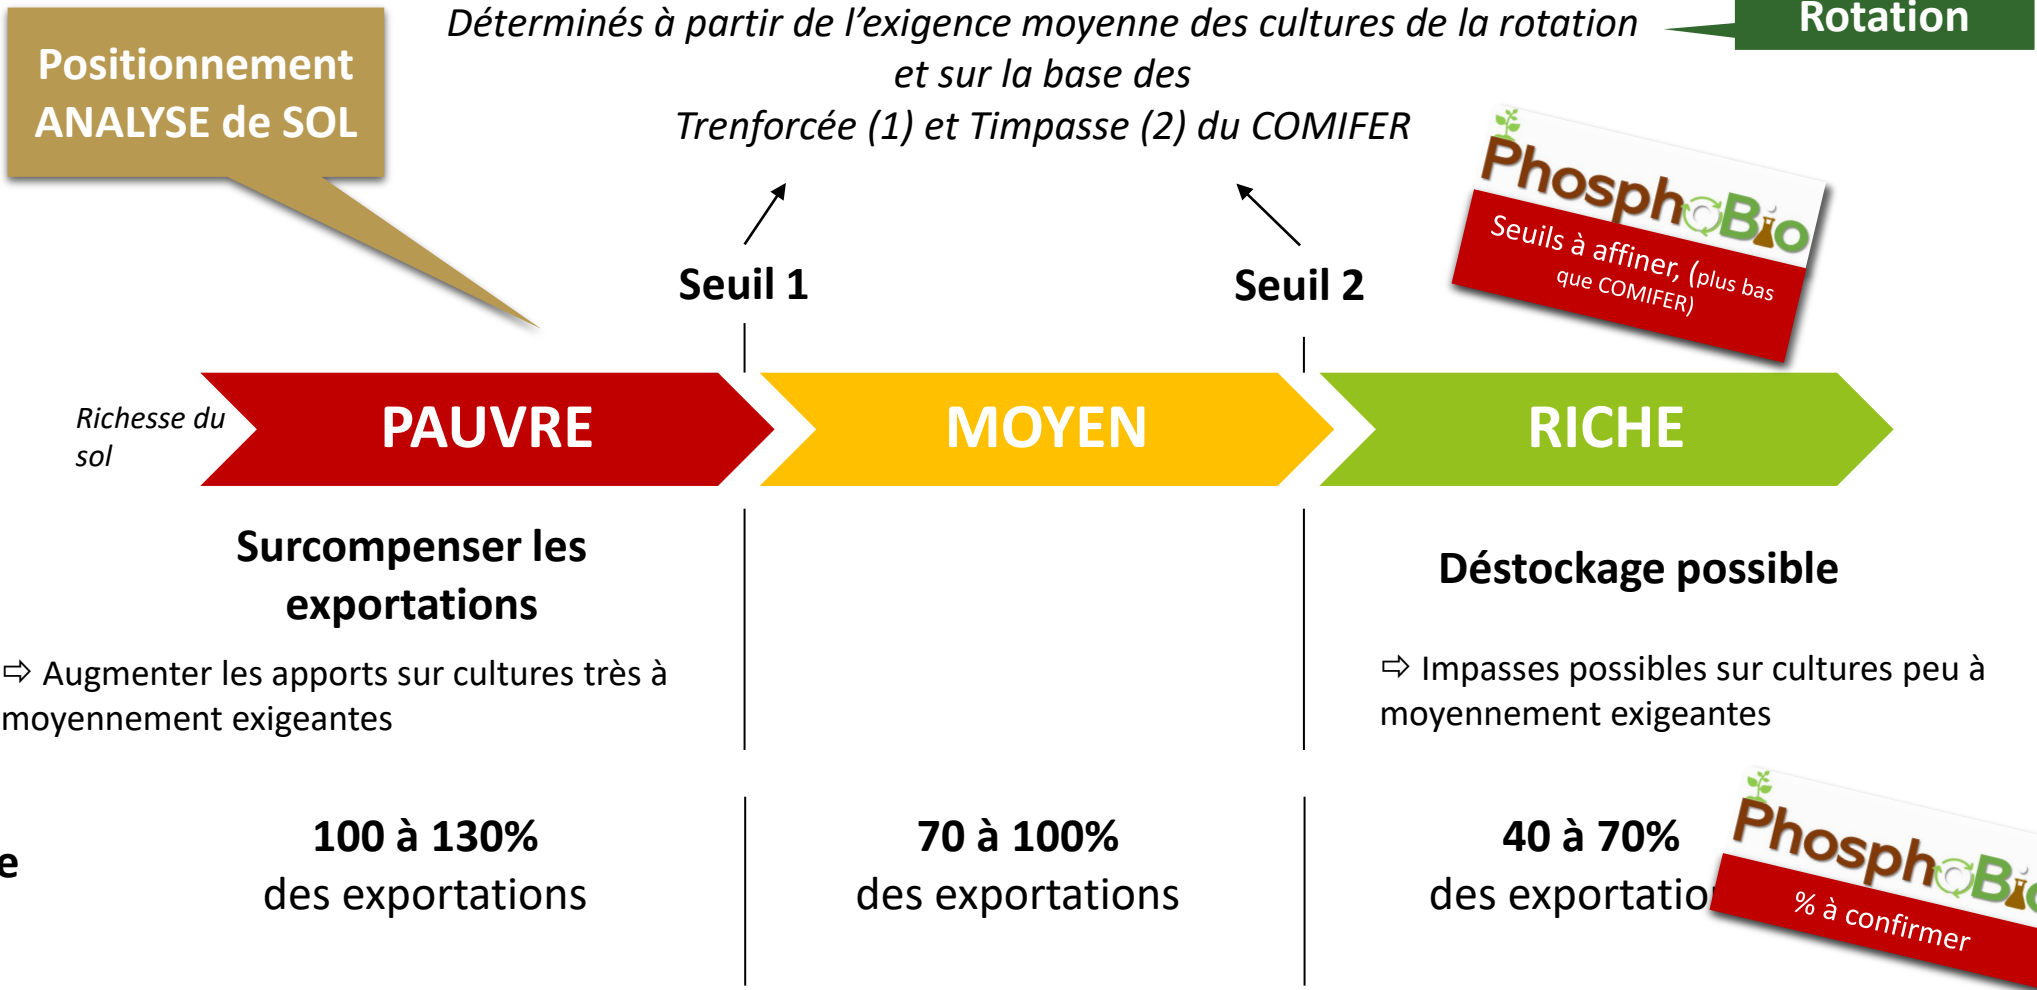 Rotation
Positionnement
ANALYSE de SOL
Déterminés à partir de l'exigence moyenne des cultures de la rotation
et sur la base des
Trenforcée (1) et Timpasse (2) du COMIFER
PhosphoBio
Seuils à affiner, (plus bas
que COMIFER)
Seuil 1
Seuil 2
Richesse du
sol
PAUVRE
MOYEN
RICHE
Surcompenser les
exportations
Déstockage possible
⇨ Augmenter les apports sur cultures très à
moyennement exigeantes
⇨ Impasses possibles sur cultures peu à
moyennement exigeantes
e
100 à 130%
des exportations
70 à 100%
des exportations
40 à 70%
des exportatio
PhosphoBio
% à confirmer